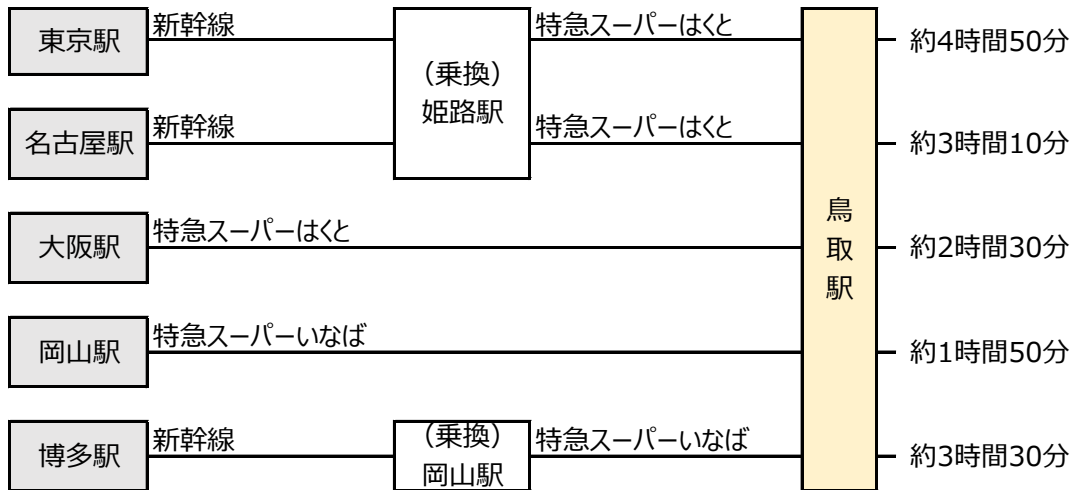 東京駅
新幹線
(乗換)
姫路駅
特急スーパーはくと
約4時間50分
名古屋駅
新幹線
特急スーパーはくと
約3時間10分
大阪駅
特急スーパーはくと
鳥取駅
約2時間30分
岡山駅
特急スーパーいなば
約1時間50分
博多駅
新幹線
(乗換)
岡山駅
特急スーパーいなば
約3時間30分